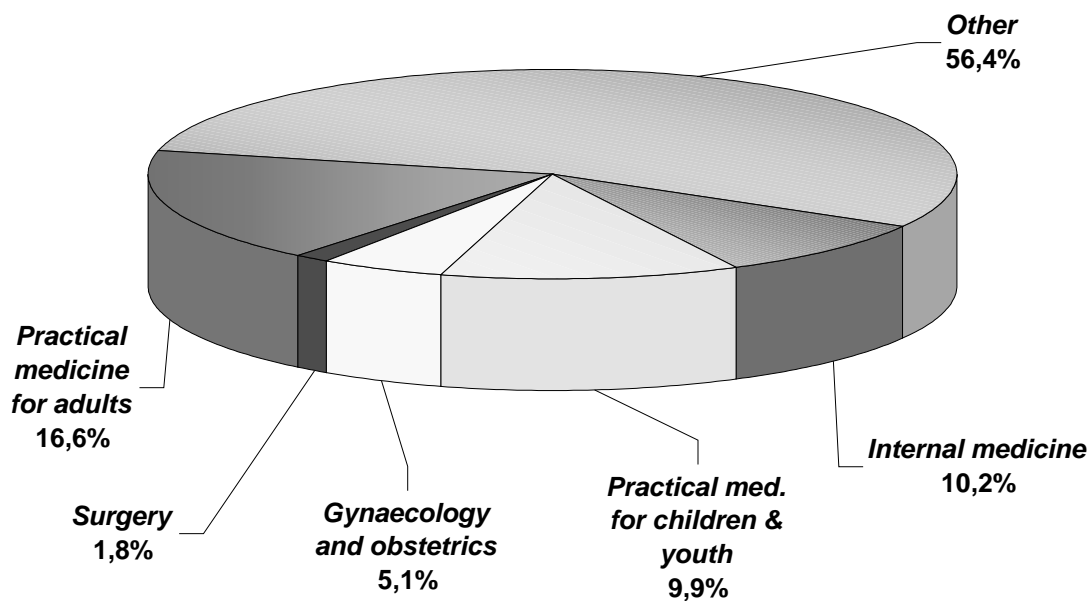 Other
56,4%
Practical
medicine
for adults
16,6%
Surgery
1,8%
Gynaecology
and obstetrics
5,1%
Practical med.
for children &
youth
9,9%
Internal medicine
10,2%